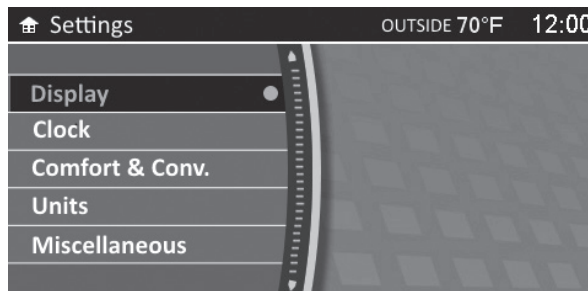 Settings OUTSIDE 70°F 12:00
Display
Clock
Comfort & Conv.
Units
Miscellaneous